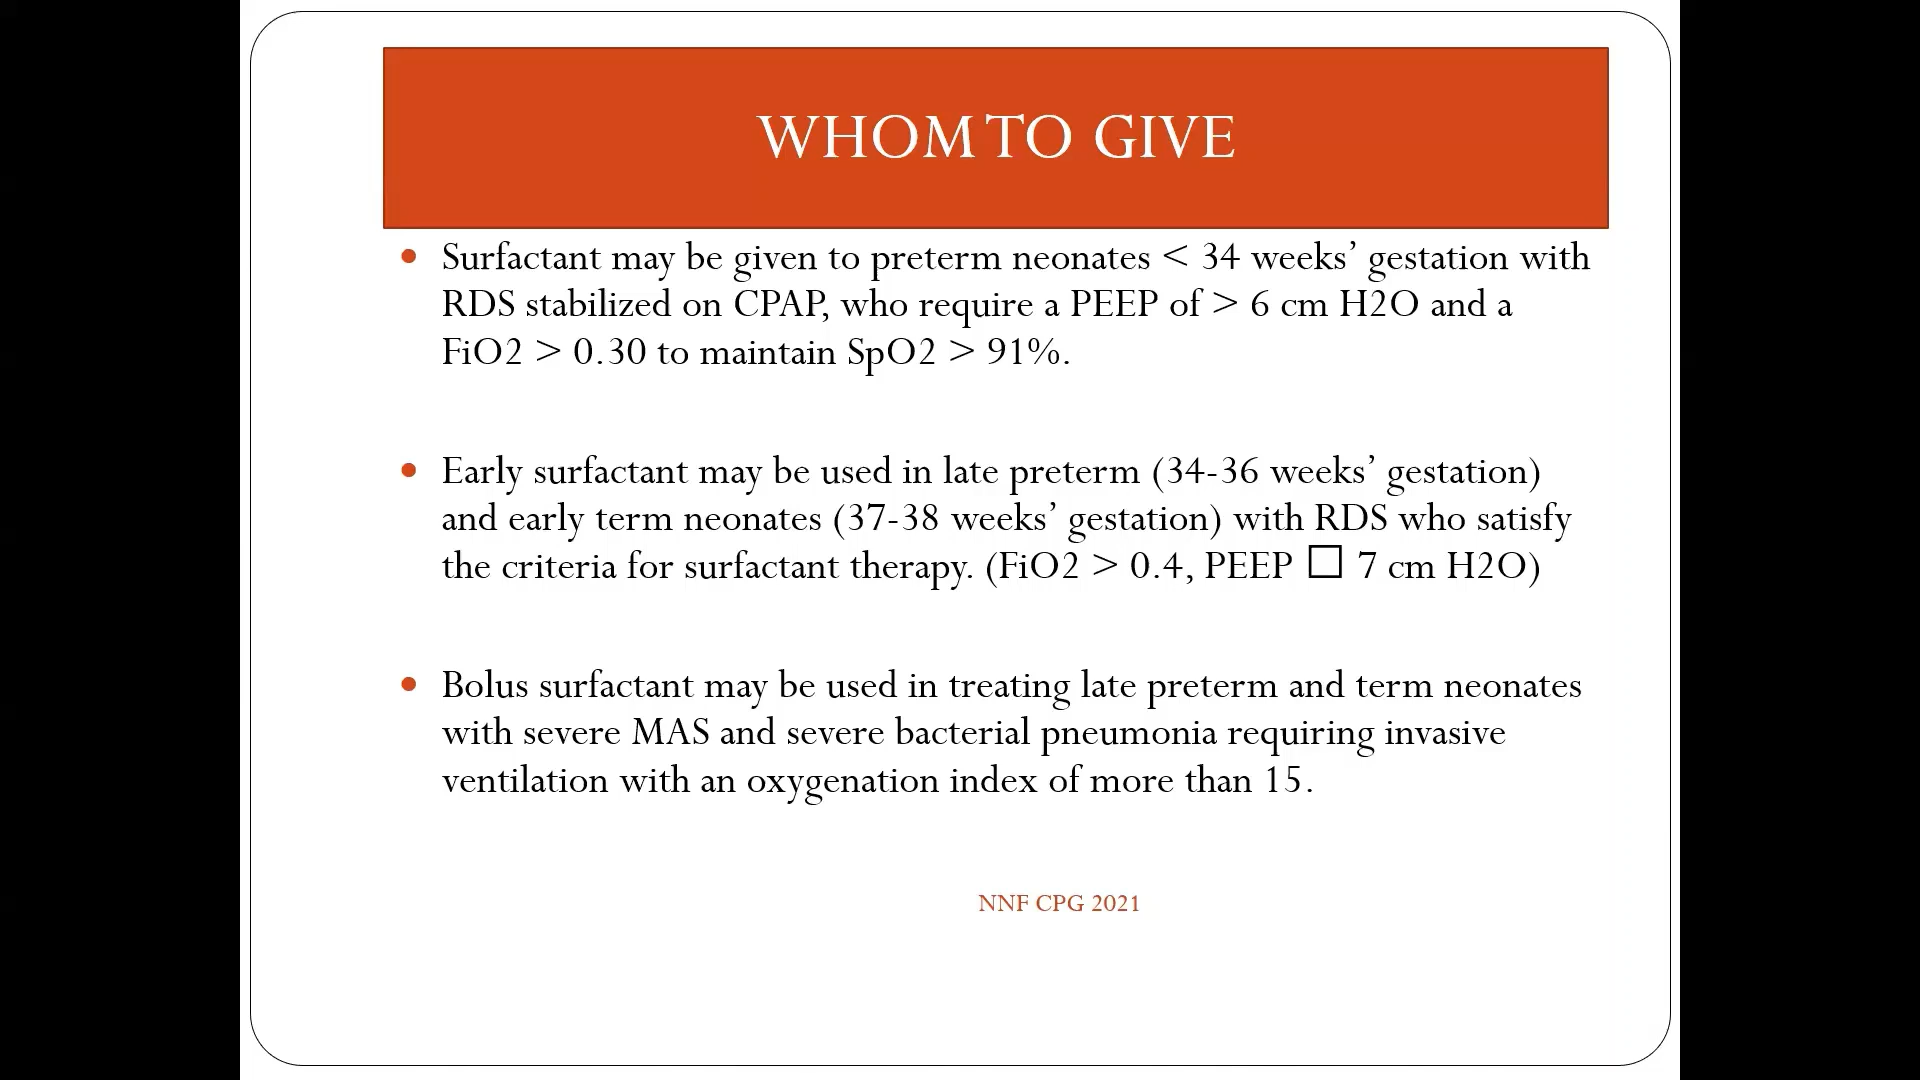 WHOM TO GIVE
• Surfactant may be given to preterm neonates < 34 weeks’ gestation with
RDS stabilized on CPAP, who require a PEEP of > 6 cm H2O and a
FiO2 > 0.30 to maintain SpO2 > 91%.
• Early surfactant may be used in late preterm (34-36 weeks’ gestation)
and early term neonates (37-38 weeks’ gestation) with RDS who satisfy
the criteria for surfactant therapy. (FiO2 > 0.4, PEEP □ 7 cm H2O)
• Bolus surfactant may be used in treating late preterm and term neonates
with severe MAS and severe bacterial pneumonia requiring invasive
ventilation with an oxygenation index of more than 15.
NNF CPG 2021